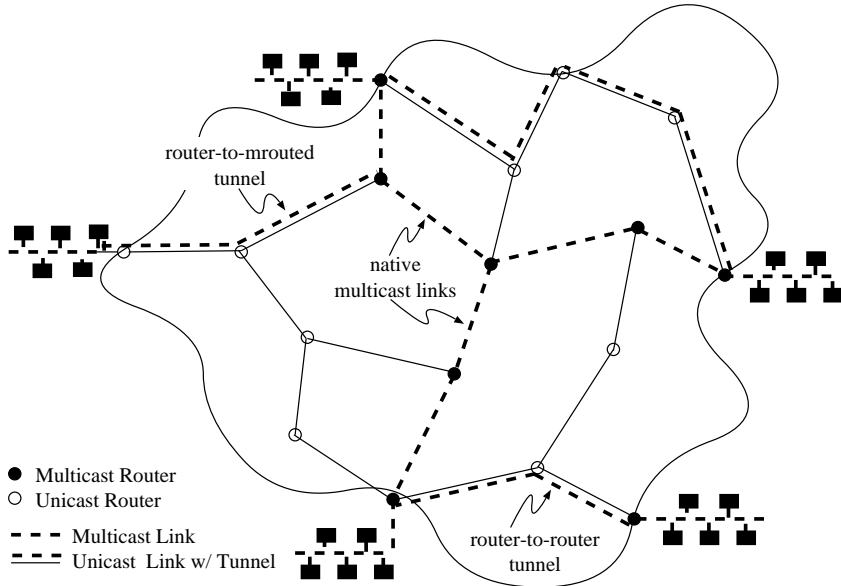 router-to-mrouted
tunnel
native
multicast links
Multicast Router
Unicast Router
Multicast Link
Unicast Link w/ Tunnel
router-to-router
tunnel